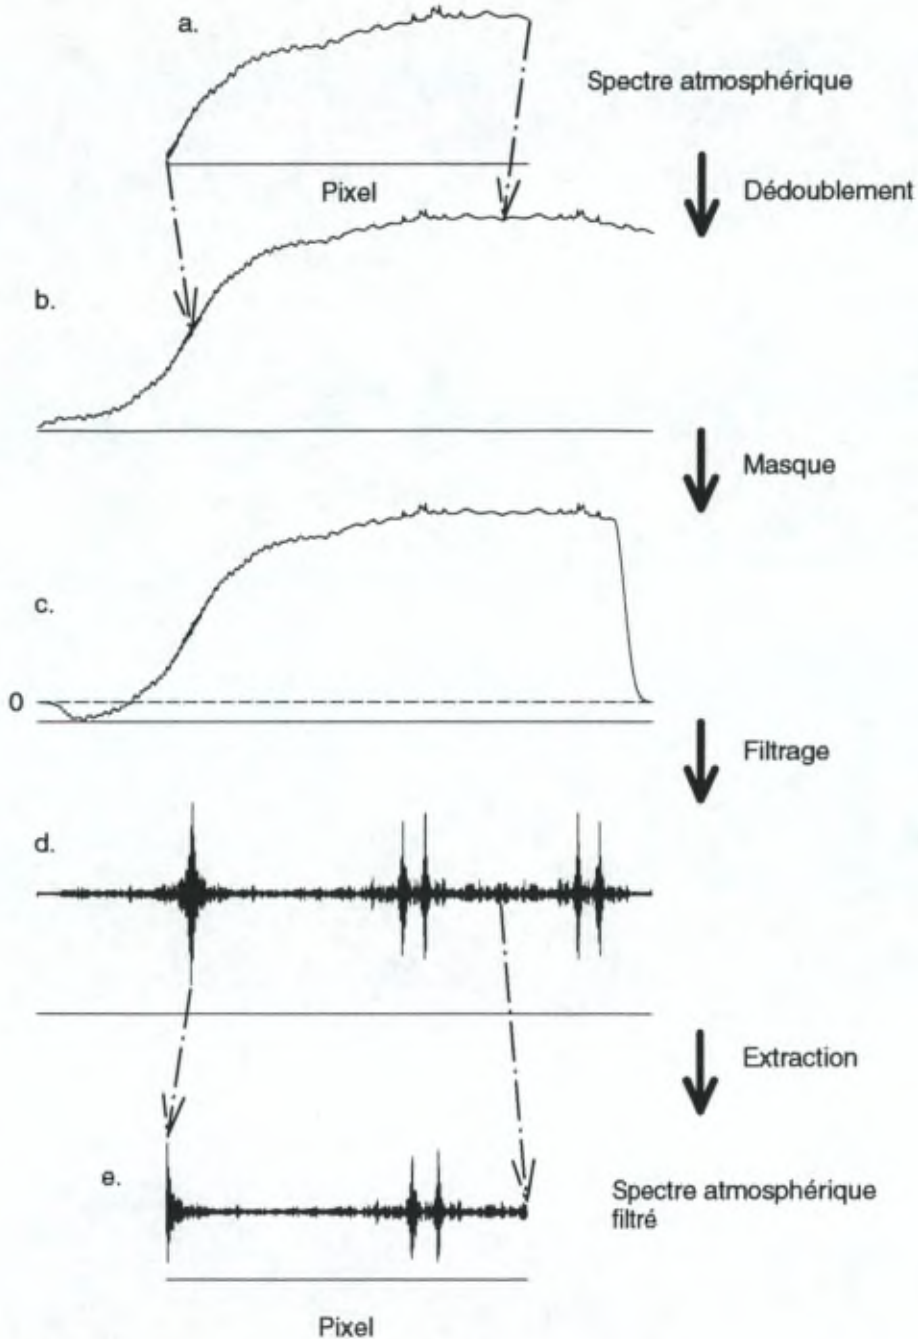 a.
Spectre atmosphérique
Pixel
Dédoublement
b.
Masque
c.
0
Filtrage
d.
Extraction
e.
Spectre atmosphérique
filtré
Pixel